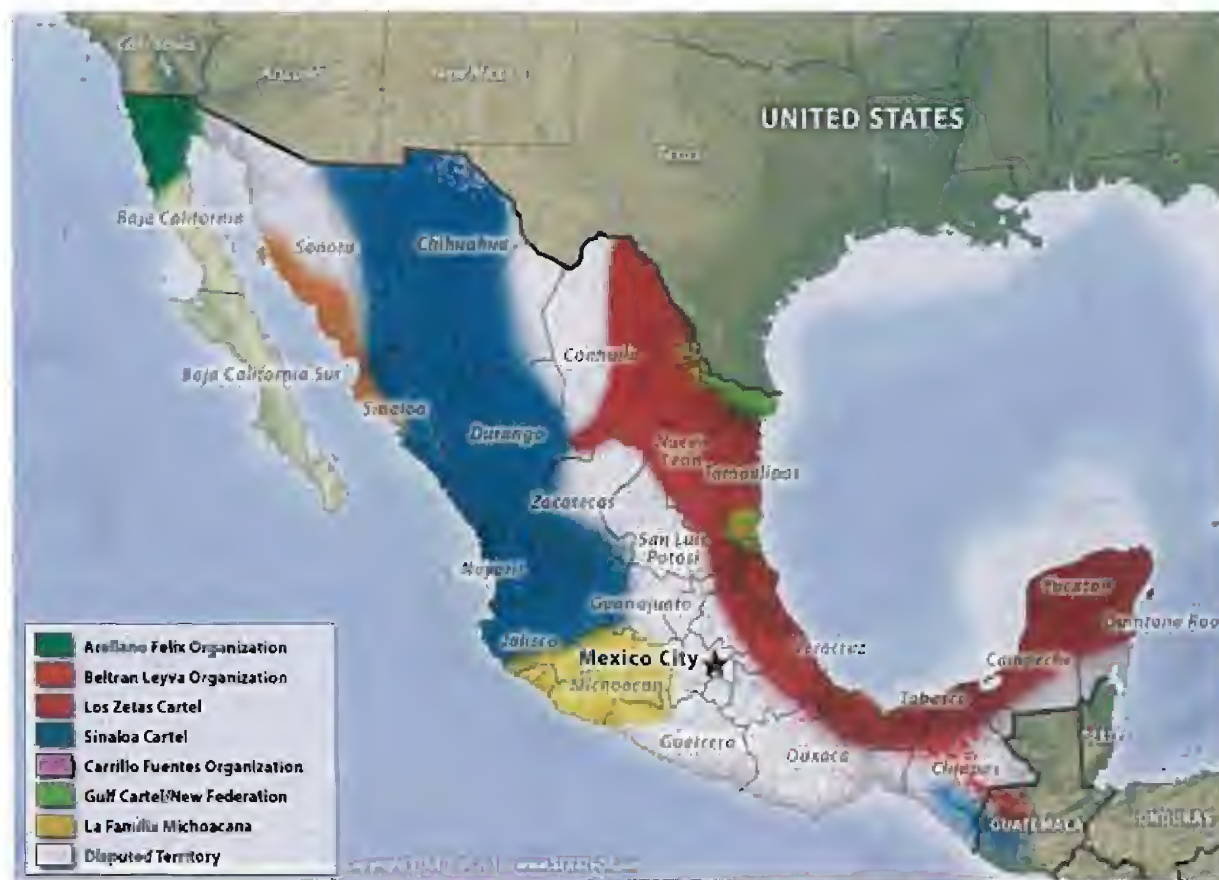 California
UNITED STATES
Texas
Baja California
Sonora
Chihuahua
Coahuila
Baja California Sur
Sinaloa
Durango
Nuevo
Leon
Tamaulipas
Zacatecas
San Luis
Potosi
Nayarit
Guanajuato
Yucatan
Quintana Roo
Jalisco
Mexico City
Michoacan
Veracruz
Campeche
Tabasco
Guerrero
Oaxaca
Chiapas
GUATEMALA
HONDURAS
Arellano Felix Organization
Beltran Leyva Organization
Los Zetas Cartel
Sinaloa Cartel
Carrillo Fuentes Organization
Gulf Cartel/New Federation
La Familia Michoacana
Disputed Territory